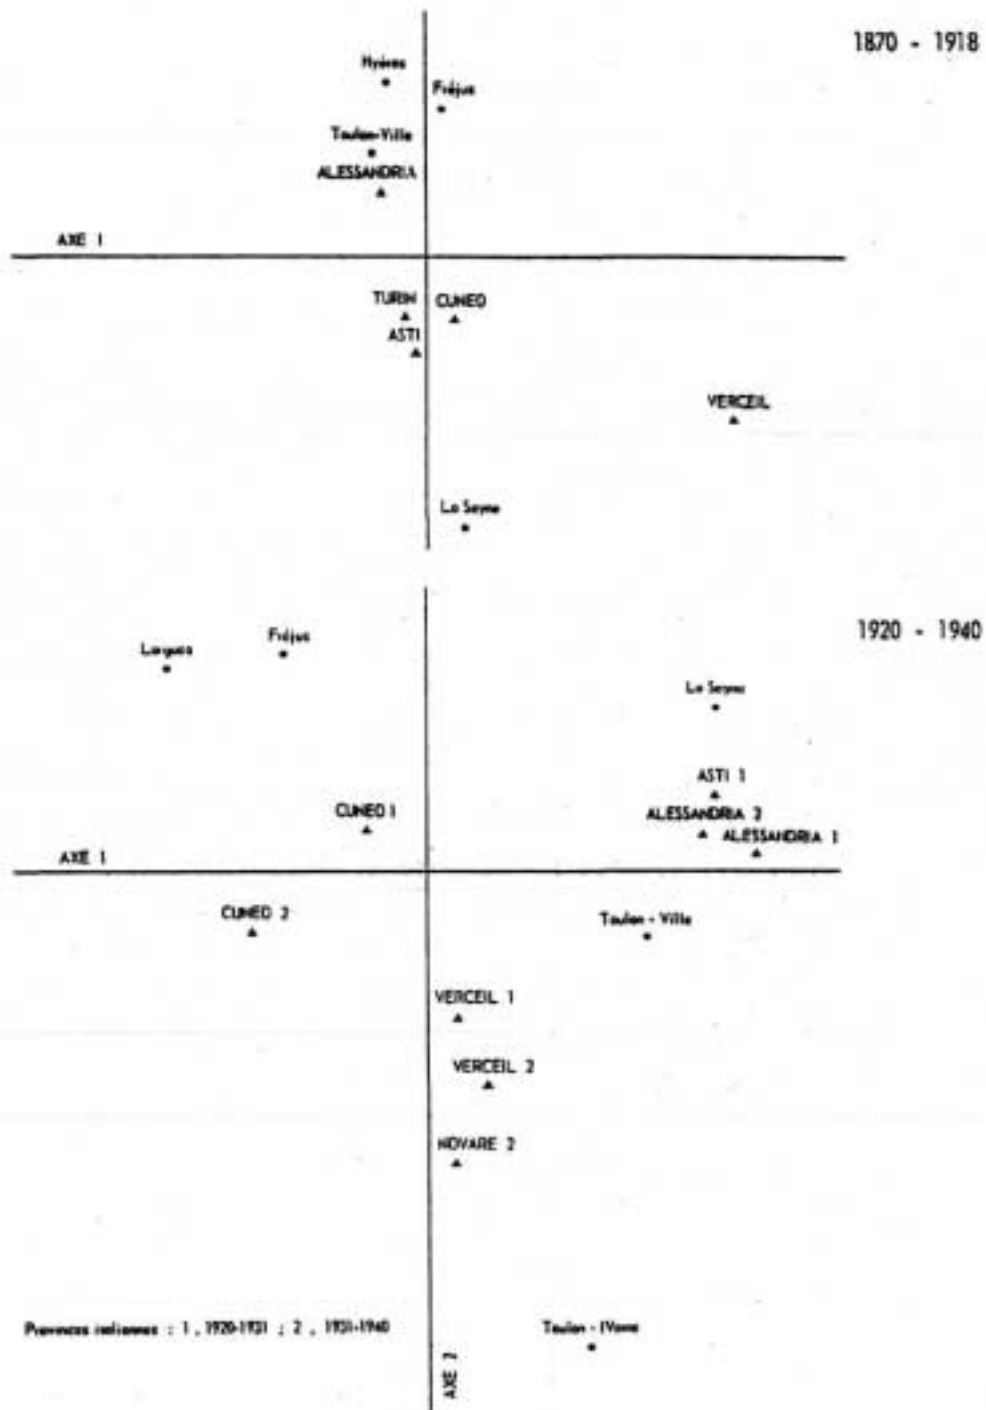 1870 - 1918
Hyères
Fréjus
Toulon-Ville
ALESSANDRIA
AXE 1
TURIN
CUNEO
ASTI
VERCEIL
La Seyne
1920 - 1940
Lorgues
Fréjus
La Seyne
ASTI 1
CUNEO 1
ALESSANDRIA 2
ALESSANDRIA 1
AXE 1
CUNEO 2
Toulon - Ville
VERCEIL 1
VERCEIL 2
NOVARE 2
Provinces italiennes : 1 , 1920-1931 ; 2 , 1931-1940
Toulon -
AXE 2